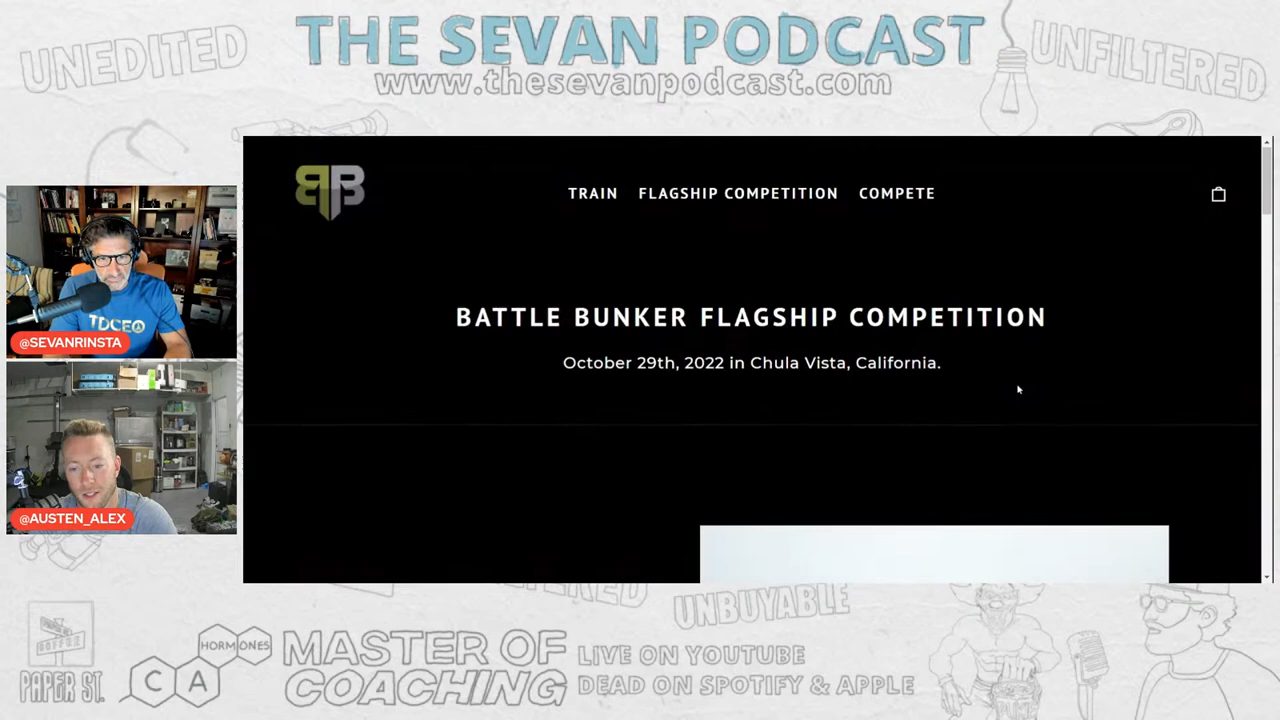 UNEDITED
THE SEVAN PODCAST
www.thesevanpodcast.com
UNFILTERED
TRAIN FLAGSHIP COMPETITION COMPETE
BATTLE BUNKER FLAGSHIP COMPETITION
October 29th, 2022 in Chula Vista, California.
TDCEO
@SEVANRINSTA
@AUSTEN_ALEX
UNBUYABLE
COFFEE
PAPER ST.
HORMONES
CA
MASTER OF
COACHING
LIVE ON YOUTUBE
DEAD ON SPOTIFY & APPLE